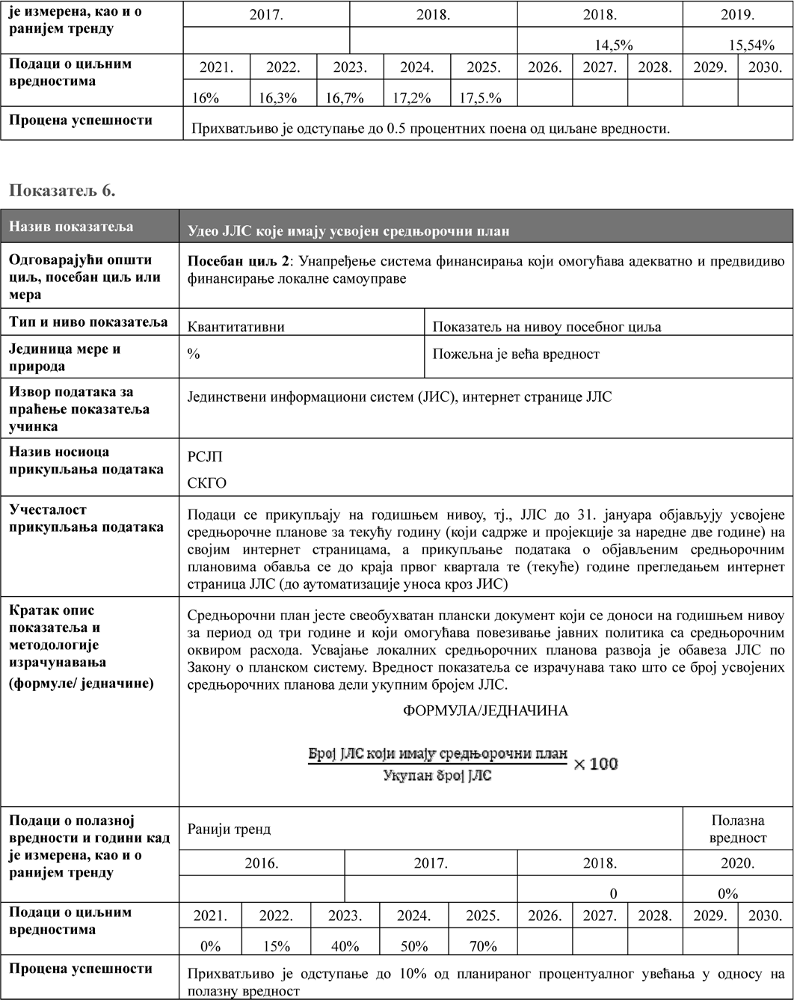 је измерена, као и о
ранијем тренду
2017. 2018. 2018. 2019.
14,5% 15,54%
Подаци о циљним
вредностима
2021. 2022. 2023. 2024. 2025. 2026. 2027. 2028. 2029. 2030.
16% 16,3% 16,7% 17,2% 17,5.%
Процена успешности
Прихватљиво је одступање до 0.5 процентних поена од циљане вредности.
Показатељ 6.
Назив показатеља
Удео ЈЛС које имају усвојен средњорочни план
Одговарајући општи
циљ, посебан циљ или
мера
Посебан циљ 2: Унапређење система финансирања који омогућава адекватно и предвидиво
финансирање локалне самоуправе
Тип и ниво показатеља
Квантитативни
Показатељ на нивоу посебног циља
Јединица мере и
природа
%
Пожељна је већа вредност
Извор података за
праћење показатеља
учинка
Јединствени информациони систем (ЈИС), интернет странице ЈЛС
Назив носиоца
прикупљања података
РСЈП
СКГО
Учесталост
прикупљања података
Подаци се прикупљају на годишњем нивоу, тј., ЈЛС до 31. јануара објављују усвојене
средњорочне планове за текућу годину (који садрже и пројекције за наредне две године) на
својим интернет страницама, а прикупљање података о објављеним средњорочним
плановима обавља се до краја првог квартала те (текуће) године прегледањем интернет
страница ЈЛС (до аутоматизације уноса кроз ЈИС)
Кратак опис
показатеља и
методологије
израчунавања
(формуле/ једначине)
Средњорочни план јесте свеобухватан плански документ који се доноси на годишњем нивоу
за период од три године и који омогућава повезивање јавних политика са средњорочним
оквиром расхода. Усвајање локалних средњорочних планова развоја је обавеза ЈЛС по
Закону о планском систему. Вредност показатеља се израчунава тако што се број усвојених
средњорочних планова дели укупним бројем ЈЛС.
ФОРМУЛА/ЈЕДНАЧИНА
Број ЈЛС који имају средњорочни план
× 100
Укупан број ЈЛС
Подаци о полазној
вредности и години кад
је измерена, као и о
ранијем тренду
Ранији тренд
Полазна
вредност
2016. 2017. 2018. 2020.
0 0%
Подаци о циљним
вредностима
2021. 2022. 2023. 2024. 2025. 2026. 2027. 2028. 2029. 2030.
0% 15% 40% 50% 70%
Процена успешности
Прихватљиво је одступање до 10% од планираног процентуалног увећања у односу на
полазну вредност